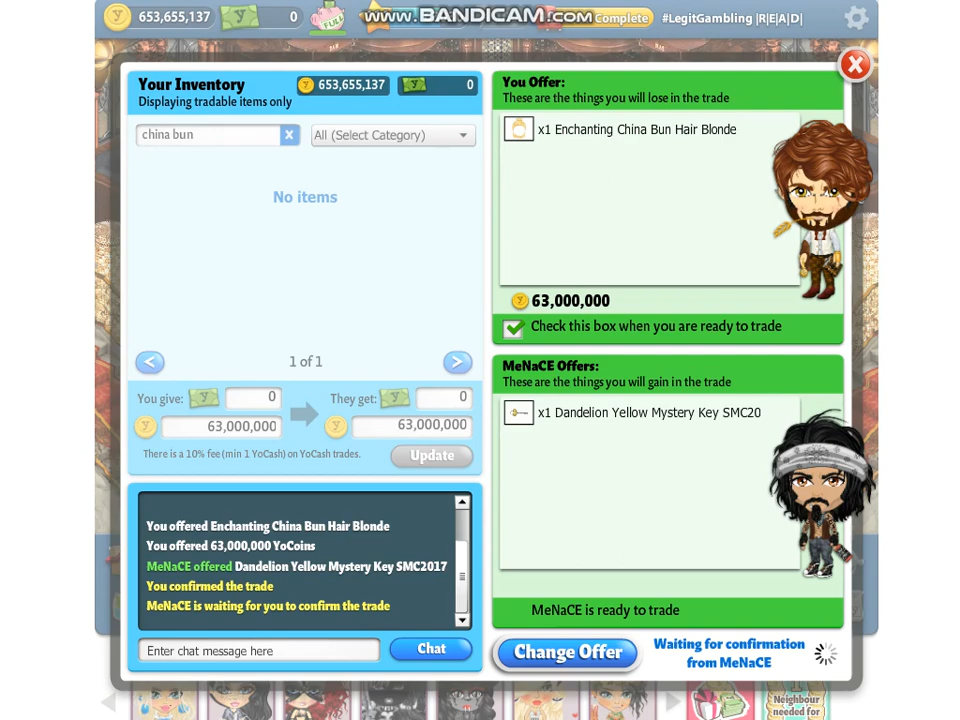 653,655,137
0
FULL
www.BANDICAM.com
Complete
#LegitGambling |R|E|A|D|
Your Inventory
653,655,137
0
Displaying tradable items only
china bun
All (Select Category)
No items
1 of 1
You give:
0
They get:
0
63,000,000
63,000,000
There is a 10% fee (min 1 YoCash) on YoCash trades.
Update
You offered Enchanting China Bun Hair Blonde
You offered 63,000,000 YoCoins
MeNaCE offered Dandelion Yellow Mystery Key SMC2017
You confirmed the trade
MeNaCE is waiting for you to confirm the trade
Enter chat message here
Chat
You Offer:
These are the things you will lose in the trade
x1 Enchanting China Bun Hair Blonde
63,000,000
Check this box when you are ready to trade
MeNaCE Offers:
These are the things you will gain in the trade
x1 Dandelion Yellow Mystery Key SMC20
MeNaCE is ready to trade
Change Offer
Waiting for confirmation
from MeNaCE
Neighbour
needed for